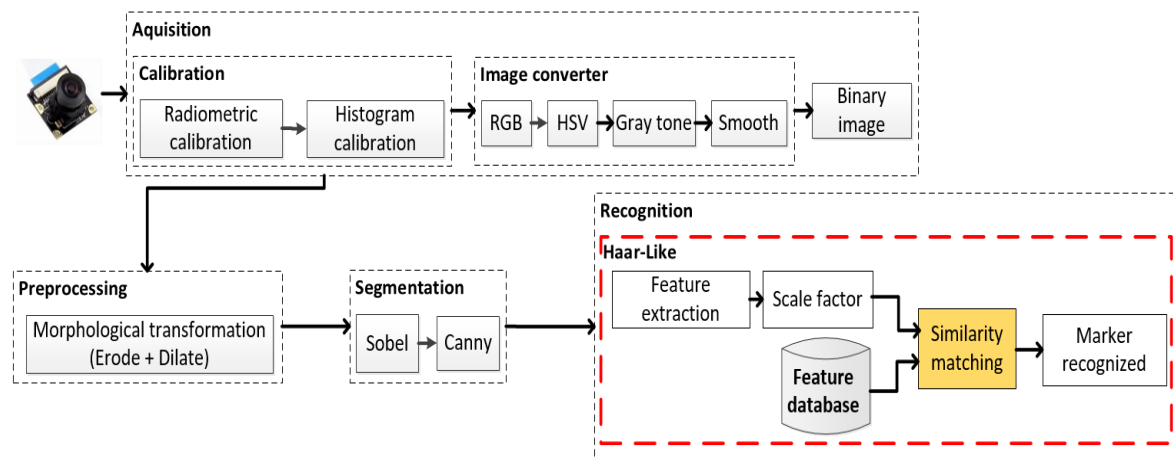 Aquisition
Calibration
Radiometric
calibration
Histogram
calibration
Image converter
RGB
HSV
Gray tone
Smooth
Binary
image
Preprocessing
Morphological transformation
(Erode + Dilate)
Segmentation
Sobel
Canny
Recognition
Haar-Like
Feature
extraction
Scale factor
Feature
database
Similarity
matching
Marker
recognized